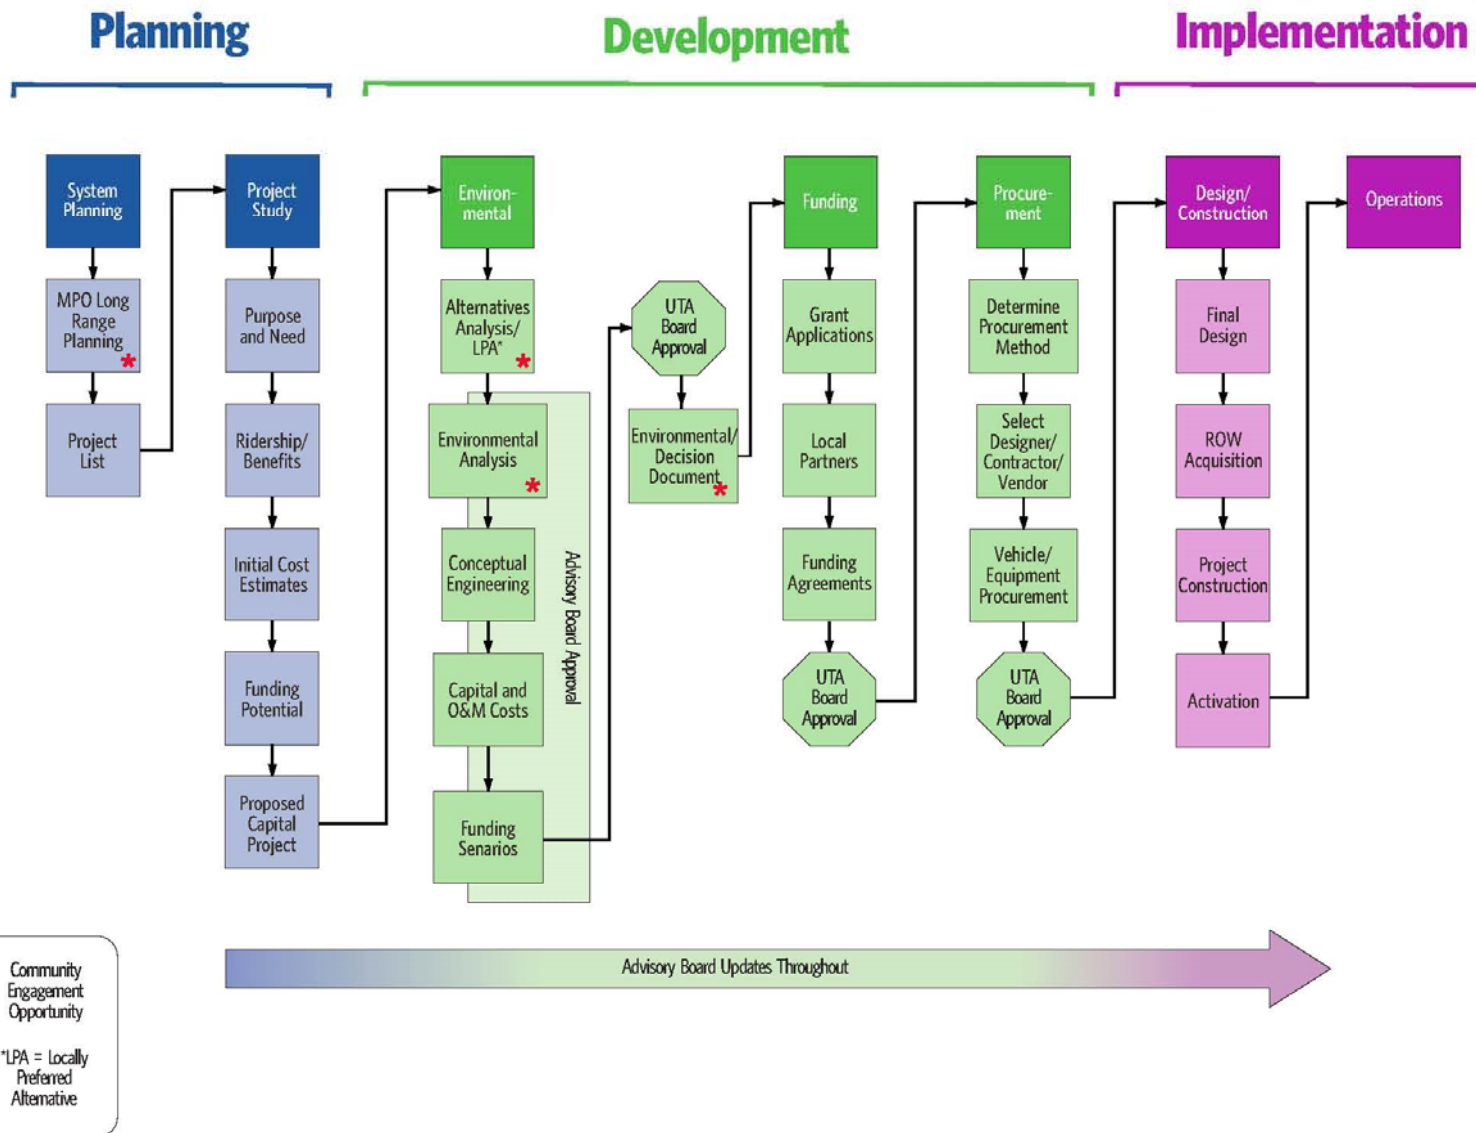 Planning
Development
Implementation
System
Planning
MPO Long
Range
Planning
*
Project
List
Project
Study
Purpose
and Need
Ridership/
Benefits
Initial Cost
Estimates
Funding
Potential
Proposed
Capital
Project
Environ-
mental
Alternatives
Analysis/
LPA*
*
Environmental
Analysis
*
Conceptual
Engineering
Capital and
O&M Costs
Funding
Senarios
Advisory Board Approval
UTA
Board
Approval
Environmental/
Decision
Document
*
Funding
Grant
Applications
Local
Partners
Funding
Agreements
UTA
Board
Approval
Procure-
ment
Determine
Procurement
Method
Select
Designer/
Contractor/
Vendor
Vehicle/
Equipment
Procurement
UTA
Board
Approval
Design/
Construction
Final
Design
ROW
Acquisition
Project
Construction
Activation
Operations
Advisory Board Updates Throughout
Community
Engagement
Opportunity
*LPA = Locally
Preferred
Alternative